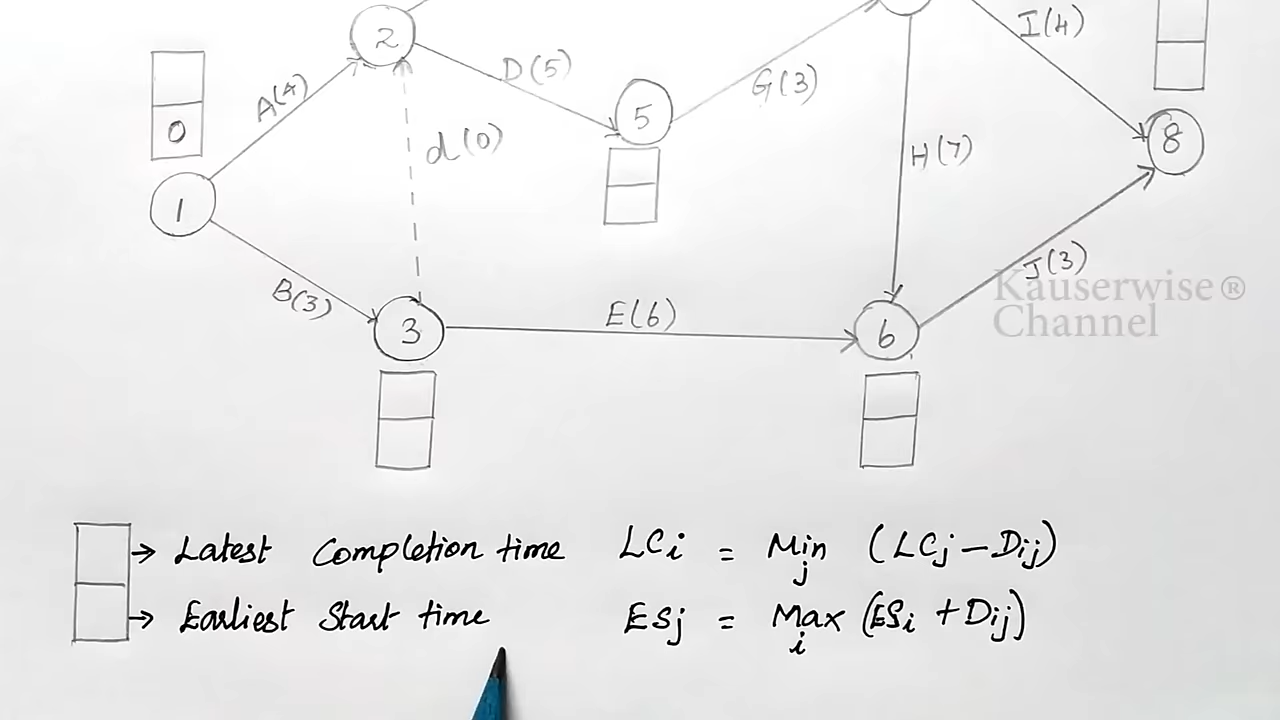 I(4)
2
D(5)
A(4)
G(3)
5
0
d(0)
8
H(7)
1
J(3)
B(3)
Kauserwise®
Channel
E(6)
3
6
Latest Completion time LCi = Min j (LCj - Dij)
Earliest Start time ESj = Max i (ESi + Dij)